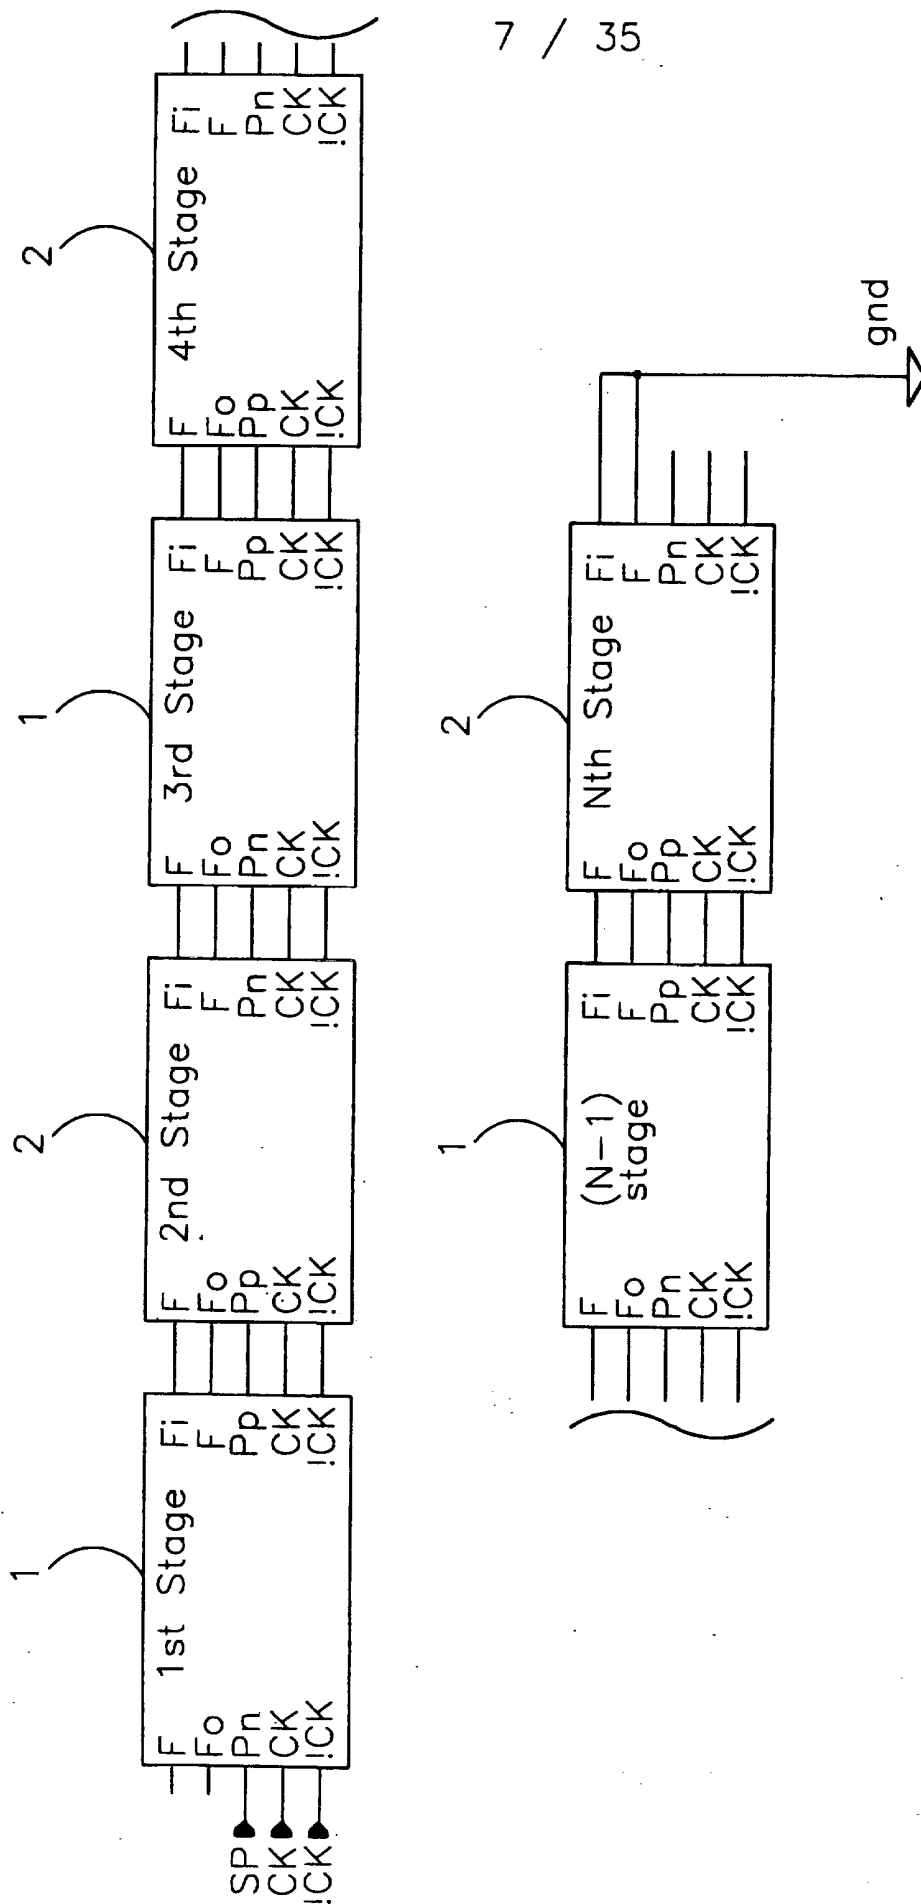 7 / 35
1
1st Stage
F Fi
Fo F
SP Pn Pp
CK CK CK
!CK !CK !CK
2
2nd Stage
F Fi
Fo F
Pp Pn
CK CK
!CK !CK
1
3rd Stage
F Fi
Fo F
Pn Pp
CK CK
!CK !CK
2
4th Stage
F Fi
Fo F
Pp Pn
CK CK
!CK !CK
1
(N-1)
stage
F Fi
Fo F
Pn Pp
CK CK
!CK !CK
2
Nth Stage
F Fi
Fo F
Pp Pn
CK CK
!CK !CK
gnd